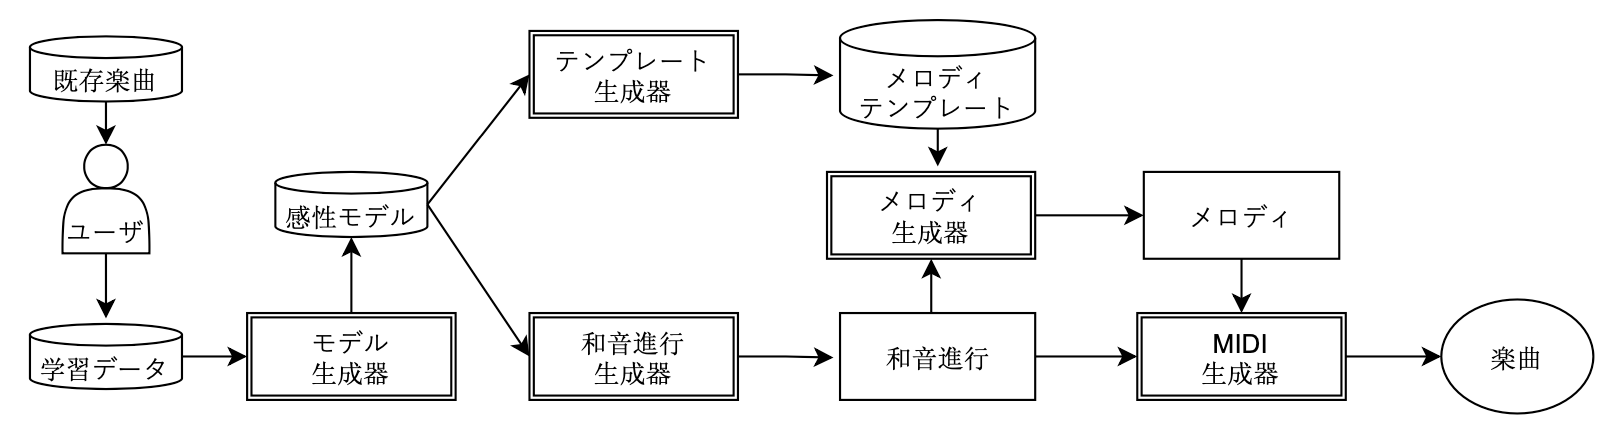 既存楽曲
ユーザ
学習データ
モデル
生成器
感性モデル
テンプレート
生成器
メロディ
テンプレート
和音進行
生成器
和音進行
メロディ
生成器
メロディ
MIDI
生成器
楽曲